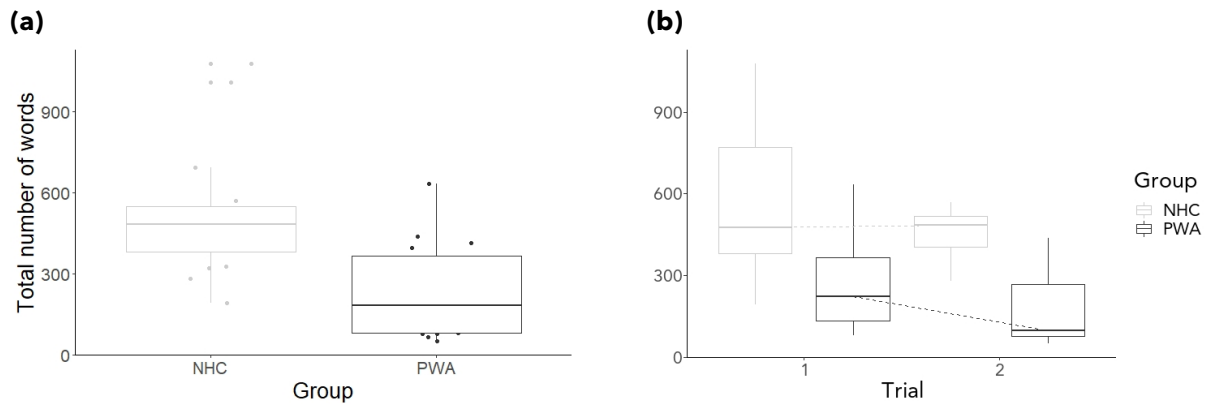 (a)
Total number of words
900
600
300
0
NHC PWA
Group
(b)
900
600
300
0
1 2
Trial
Group
NHC
PWA